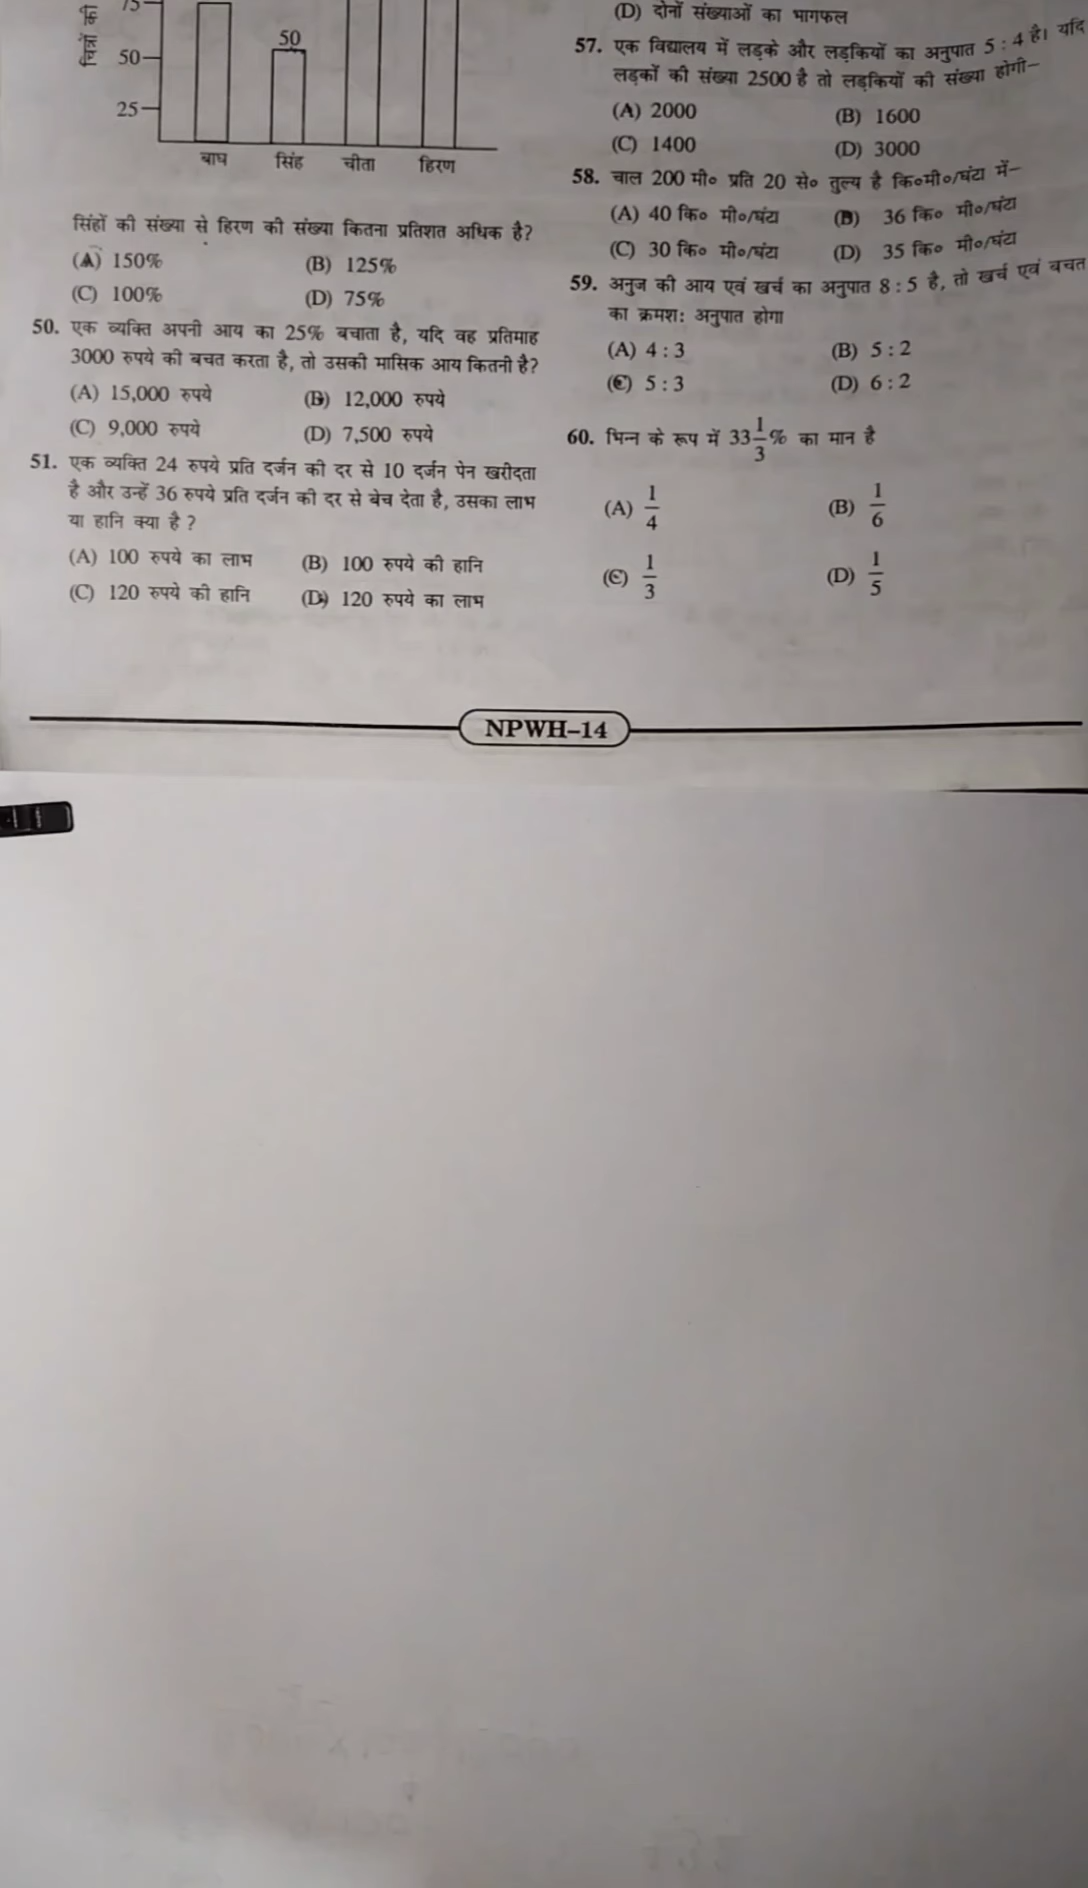 75
50
50
25
बाघ सिंह चीता हिरण
सिंहों की संख्या से हिरण की संख्या कितना प्रतिशत अधिक है?
(A) 150% (B) 125%
(C) 100% (D) 75%
50. एक व्यक्ति अपनी आय का 25% बचाता है, यदि वह प्रतिमाह
3000 रुपये की बचत करता है, तो उसकी मासिक आय कितनी है?
(A) 15,000 रुपये (B) 12,000 रुपये
(C) 9,000 रुपये (D) 7,500 रुपये
51. एक व्यक्ति 24 रुपये प्रति दर्जन की दर से 10 दर्जन पेन खरीदता
है और उन्हें 36 रुपये प्रति दर्जन की दर से बेच देता है, उसका लाभ
या हानि क्या है ?
(A) 100 रुपये का लाभ (B) 100 रुपये की हानि
(C) 120 रुपये की हानि (D) 120 रुपये का लाभ
(D) दोनों संख्याओं का भागफल
57. एक विद्यालय में लड़के और लड़कियों का अनुपात 5 : 4 है। यदि
लड़कों की संख्या 2500 है तो लड़कियों की संख्या होगी–
(A) 2000 (B) 1600
(C) 1400 (D) 3000
58. चाल 200 मी० प्रति 20 से० तुल्य है कि०मी०/घंटा में–
(A) 40 कि० मी०/घंटा (B) 36 कि० मी०/घंटा
(C) 30 कि० मी०/घंटा (D) 35 कि० मी०/घंटा
59. अनुज की आय एवं खर्च का अनुपात 8 : 5 है, तो खर्च एवं बचत
का क्रमश: अनुपात होगा
(A) 4 : 3 (B) 5 : 2
(C) 5 : 3 (D) 6 : 2
60. भिन्न के रूप में 33 1/3 % का मान है
(A) 1/4 (B) 1/6
(C) 1/3 (D) 1/5
NPWH–14